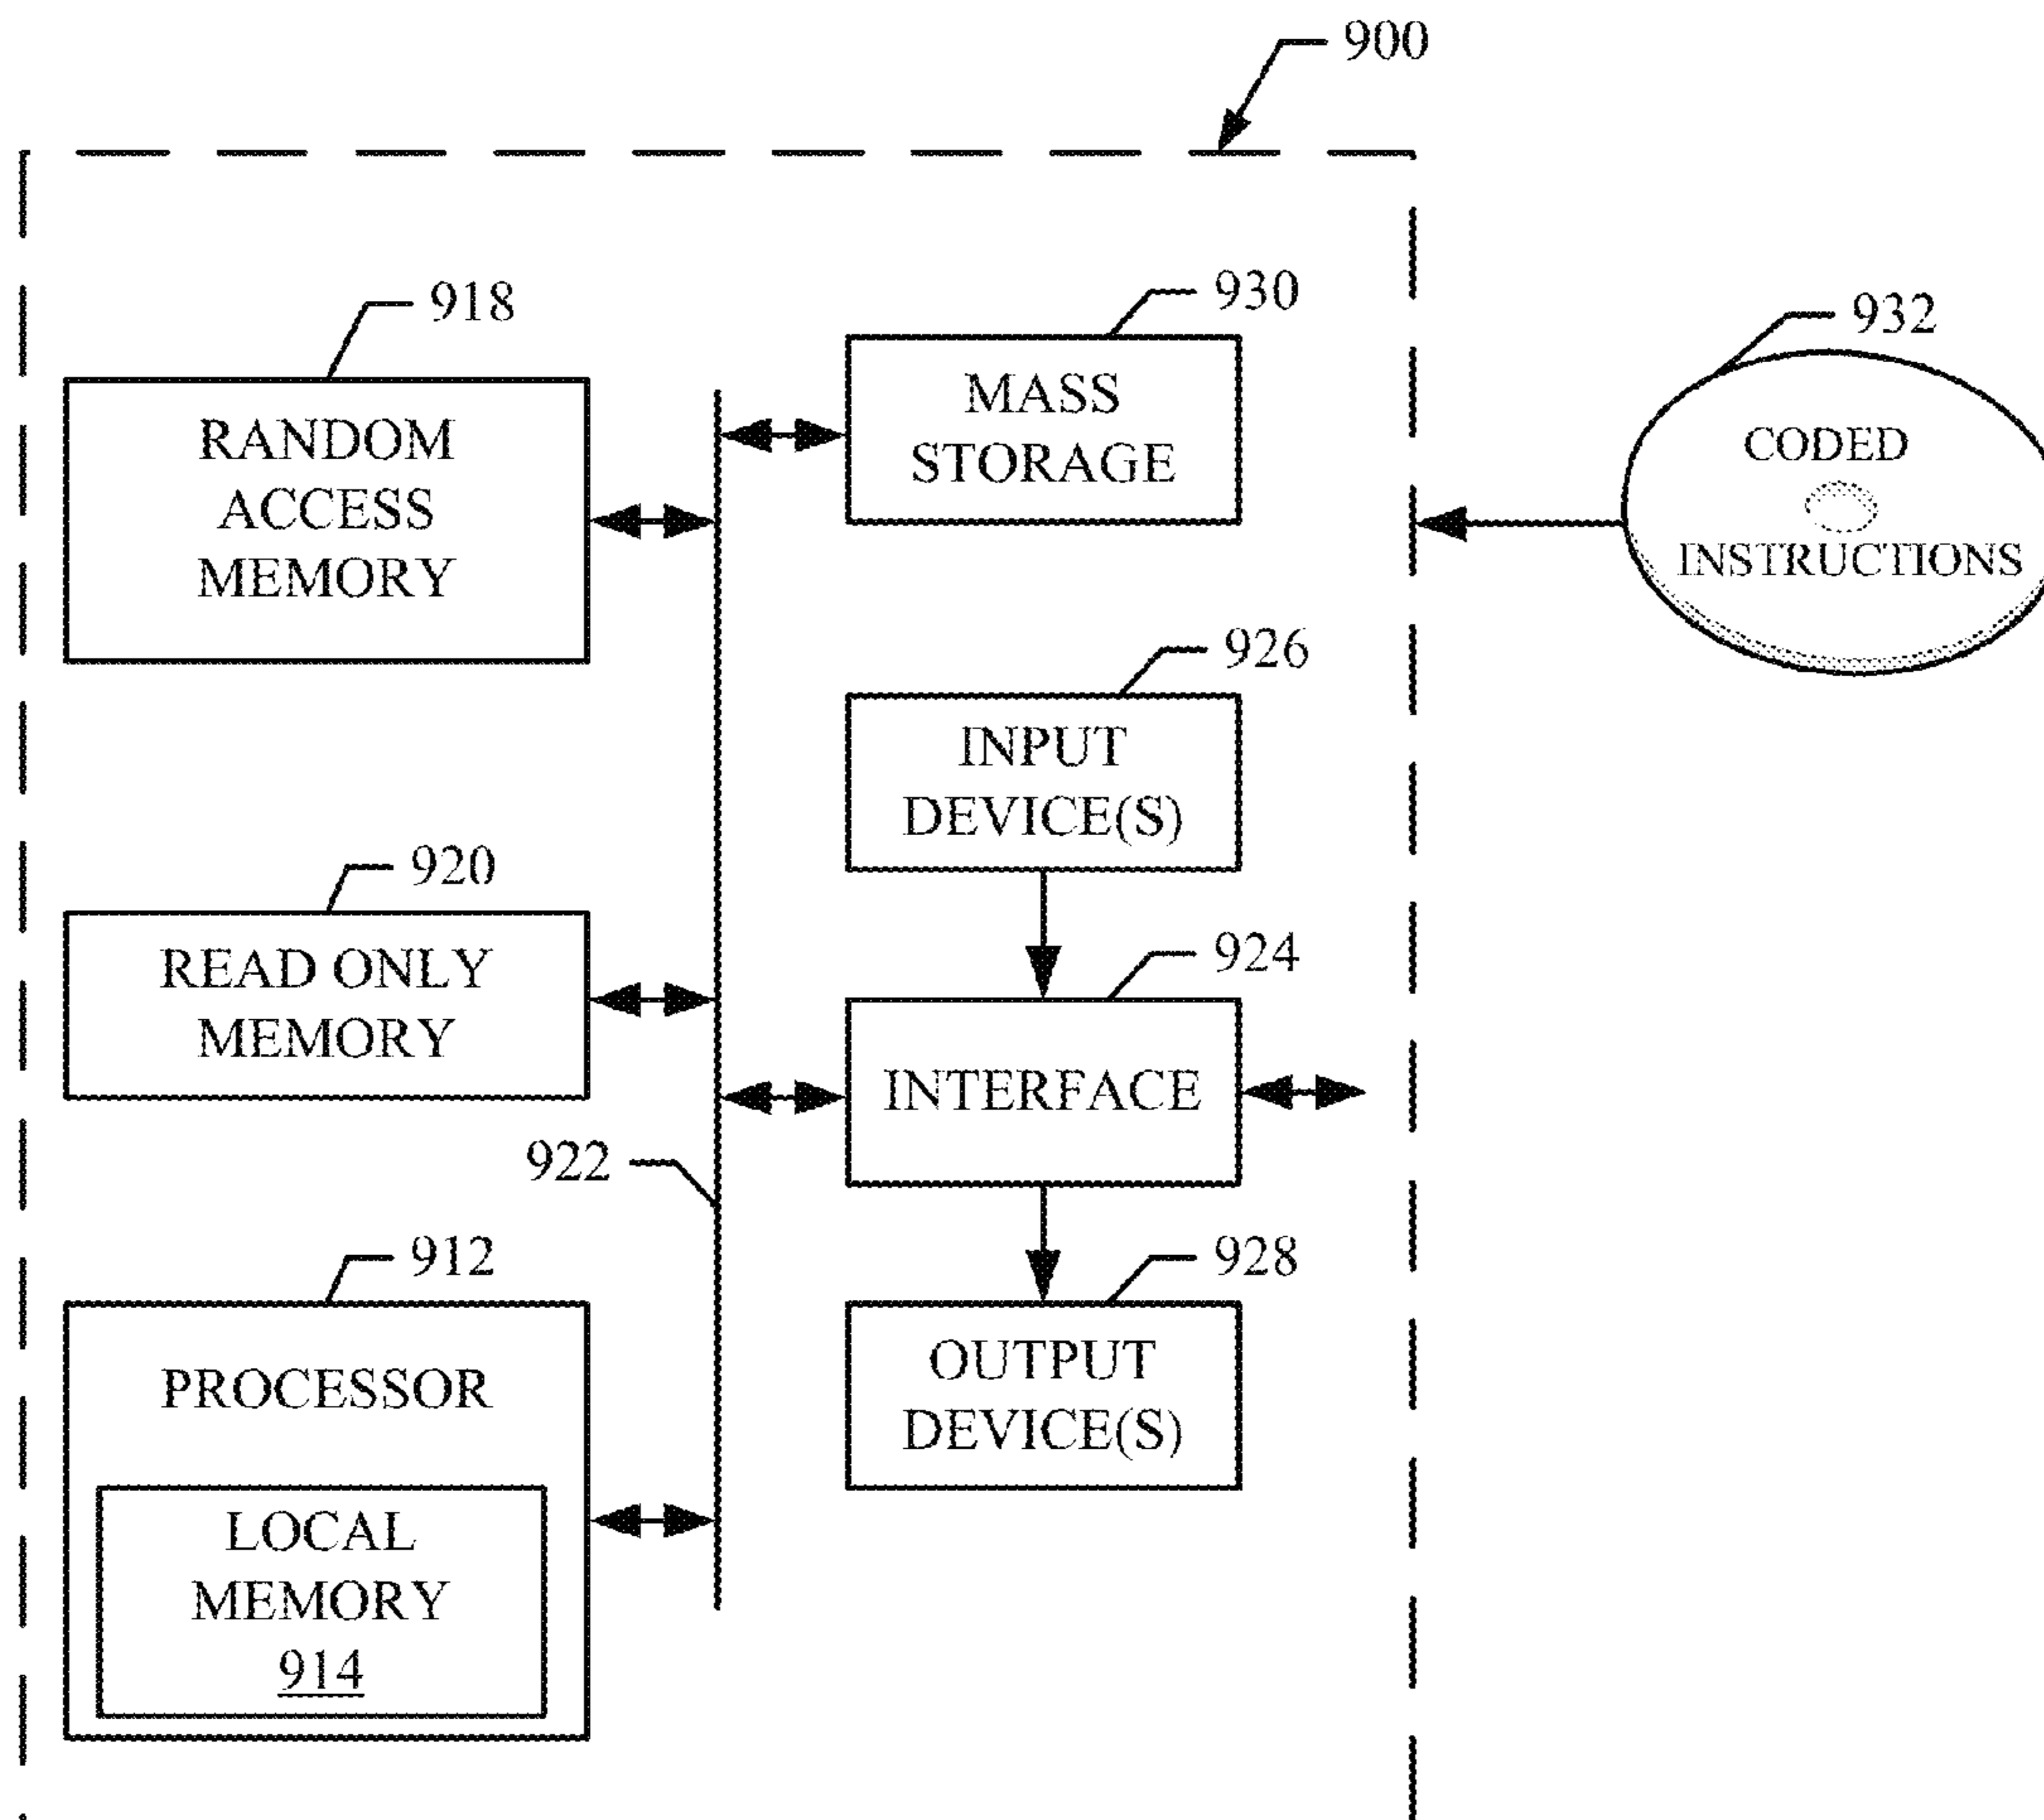 900
918
RANDOM
ACCESS
MEMORY
930
MASS
STORAGE
932
CODED
INSTRUCTIONS
926
INPUT
DEVICE(S)
920
READ ONLY
MEMORY
924
INTERFACE
922
912
PROCESSOR
LOCAL
MEMORY
914
928
OUTPUT
DEVICE(S)